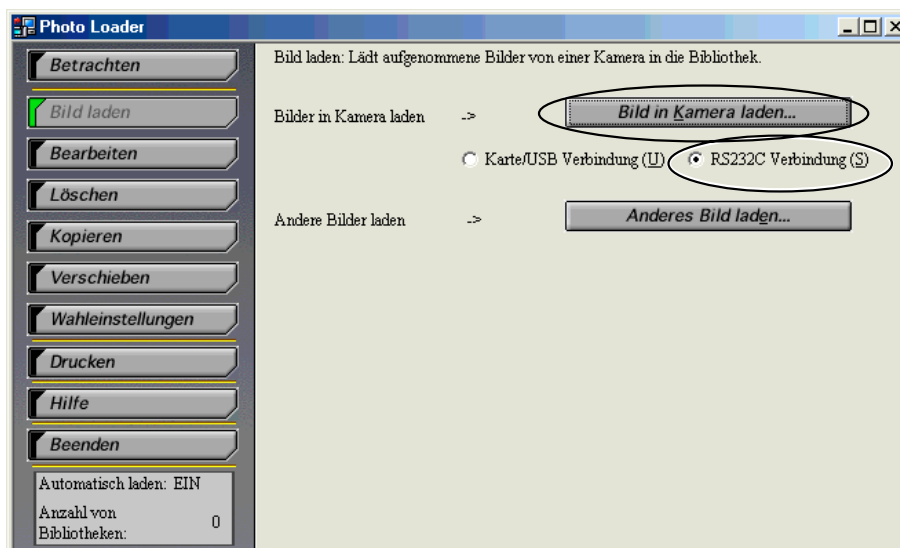 Photo Loader
Betrachten
Bild laden
Bearbeiten
Löschen
Kopieren
Verschieben
Wahleinstellungen
Drucken
Hilfe
Beenden
Automatisch laden: EIN
Anzahl von
Bibliotheken: 0
Bild laden: Lädt aufgenommene Bilder von einer Kamera in die Bibliothek.
Bilder in Kamera laden -> Bild in Kamera laden...
Karte/USB Verbindung (U) RS232C Verbindung (S)
Andere Bilder laden -> Anderes Bild laden...